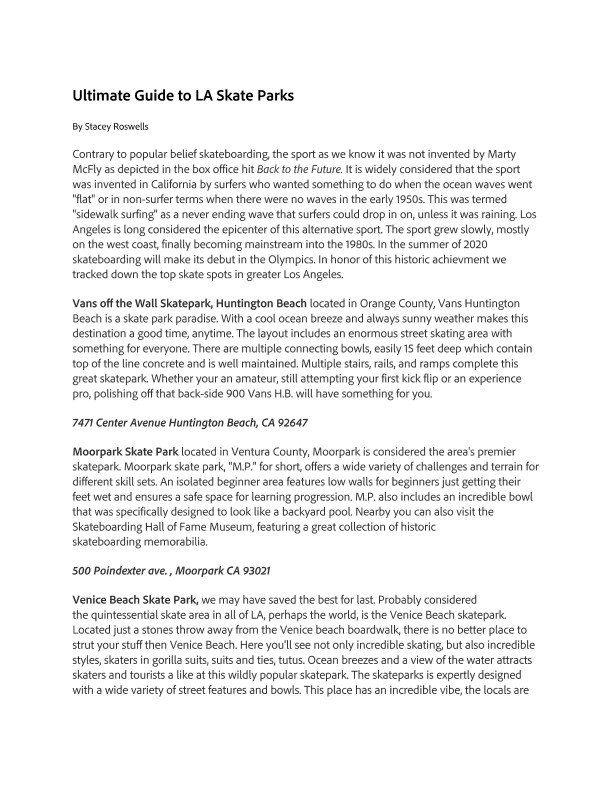 Ultimate Guide to LA Skate Parks
By Stacey Roswells
Contrary to popular belief skateboarding, the sport as we know it was not invented by Marty
McFly as depicted in the box office hit Back to the Future. It is widely considered that the sport
was invented in California by surfers who wanted something to do when the ocean waves went
"flat" or in non-surfer terms when there were no waves in the early 1950s. This was termed
"sidewalk surfing" as a never ending wave that surfers could drop in on, unless it was raining. Los
Angeles is long considered the epicenter of this alternative sport. The sport grew slowly, mostly
on the west coast, finally becoming mainstream into the 1980s. In the summer of 2020
skateboarding will make its debut in the Olympics. In honor of this historic achievment we
tracked down the top skate spots in greater Los Angeles.
Vans off the Wall Skatepark, Huntington Beach located in Orange County, Vans Huntington
Beach is a skate park paradise. With a cool ocean breeze and always sunny weather makes this
destination a good time, anytime. The layout includes an enormous street skating area with
something for everyone. There are multiple connecting bowls, easily 15 feet deep which contain
top of the line concrete and is well maintained. Multiple stairs, rails, and ramps complete this
great skatepark. Whether your an amateur, still attempting your first kick flip or an experience
pro, polishing off that back-side 900 Vans H.B. will have something for you.
7471 Center Avenue Huntington Beach, CA 92647
Moorpark Skate Park located in Ventura County, Moorpark is considered the area's premier
skatepark. Moorpark skate park, "M.P." for short, offers a wide variety of challenges and terrain for
different skill sets. An isolated beginner area features low walls for beginners just getting their
feet wet and ensures a safe space for learning progression. M.P. also includes an incredible bowl
that was specifically designed to look like a backyard pool. Nearby you can also visit the
Skateboarding Hall of Fame Museum, featuring a great collection of historic
skateboarding memorabilia.
500 Poindexter ave. , Moorpark CA 93021
Venice Beach Skate Park, we may have saved the best for last. Probably considered
the quintessential skate area in all of LA, perhaps the world, is the Venice Beach skatepark.
Located just a stones throw away from the Venice beach boardwalk, there is no better place to
strut your stuff then Venice Beach. Here you'll see not only incredible skating, but also incredible
styles, skaters in gorilla suits, suits and ties, tutus. Ocean breezes and a view of the water attracts
skaters and tourists a like at this wildly popular skatepark. The skateparks is expertly designed
with a wide variety of street features and bowls. This place has an incredible vibe, the locals are